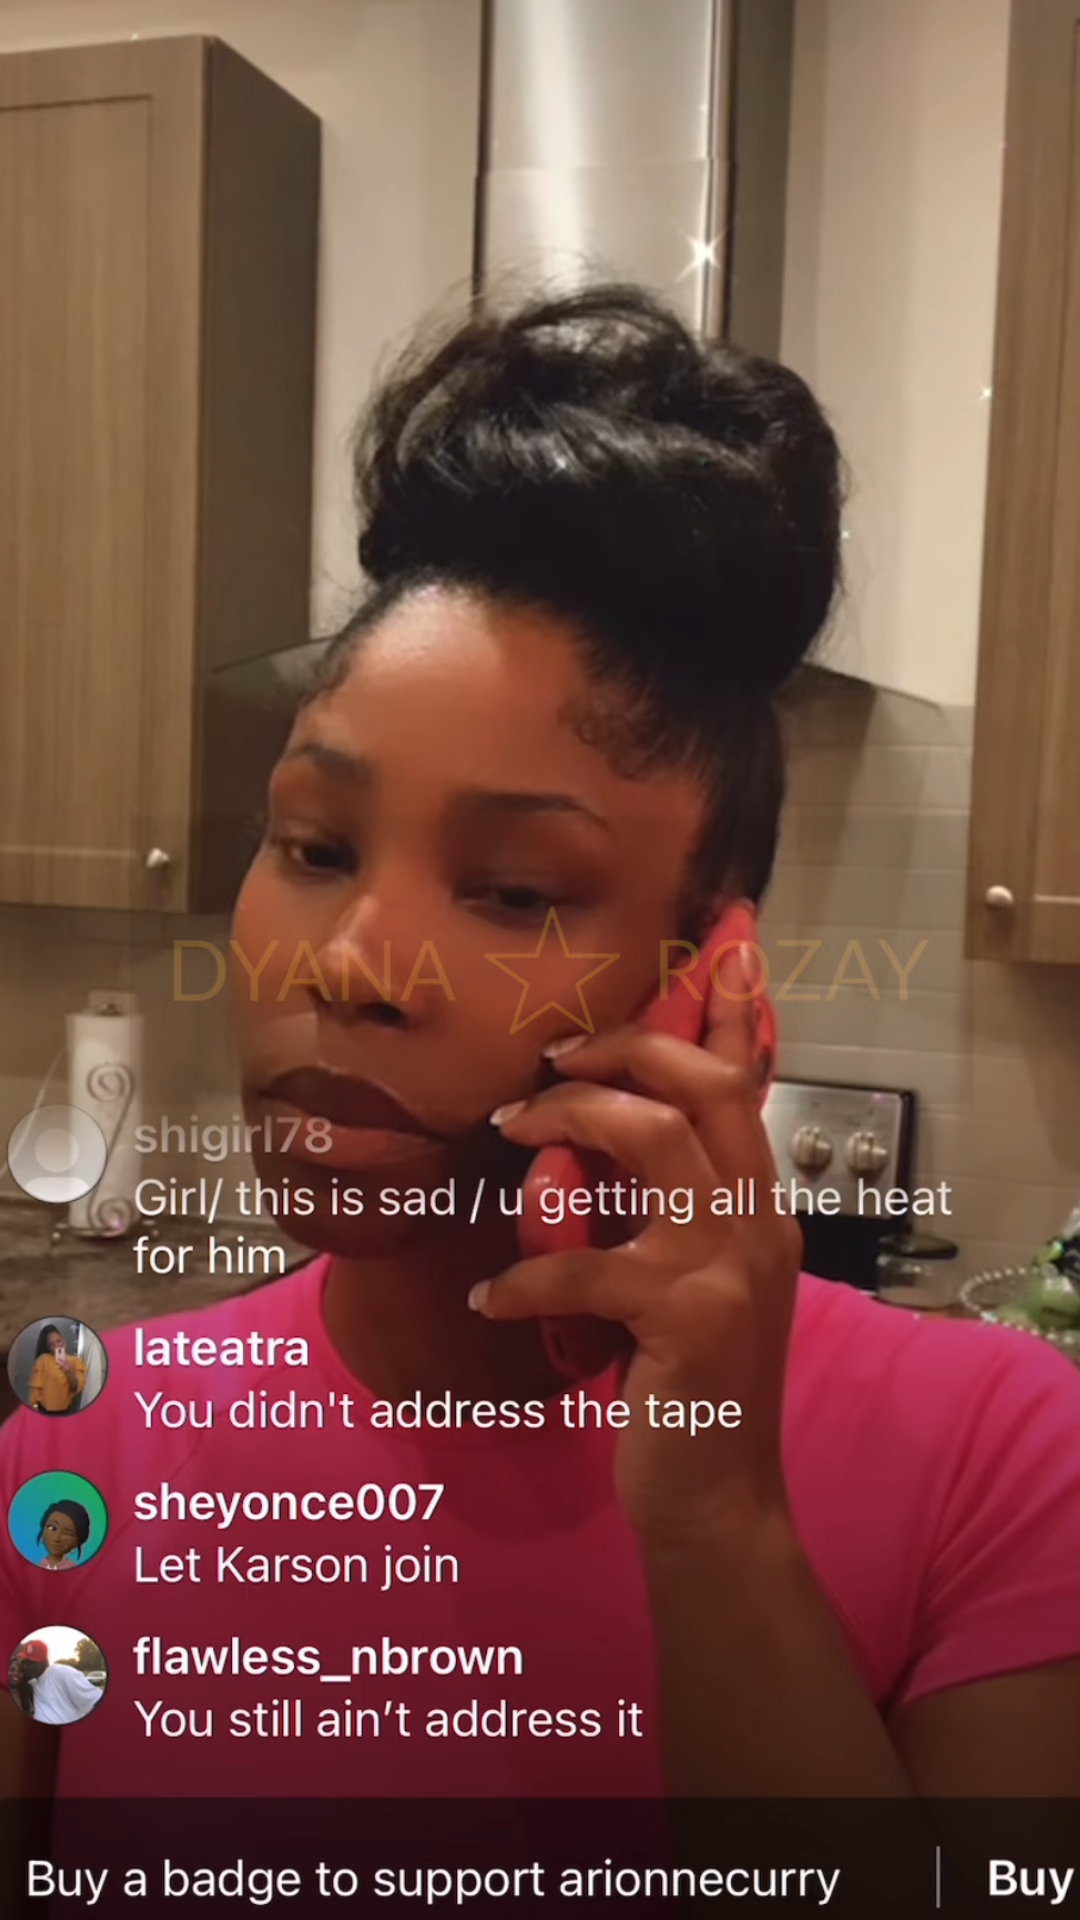 DYANA ROZAY
shigirl78
Girl/ this is sad / u getting all the heat
for him
lateatra
You didn't address the tape
sheyonce007
Let Karson join
flawless_nbrown
You still ain’t address it
Buy a badge to support arionnecurry
Buy